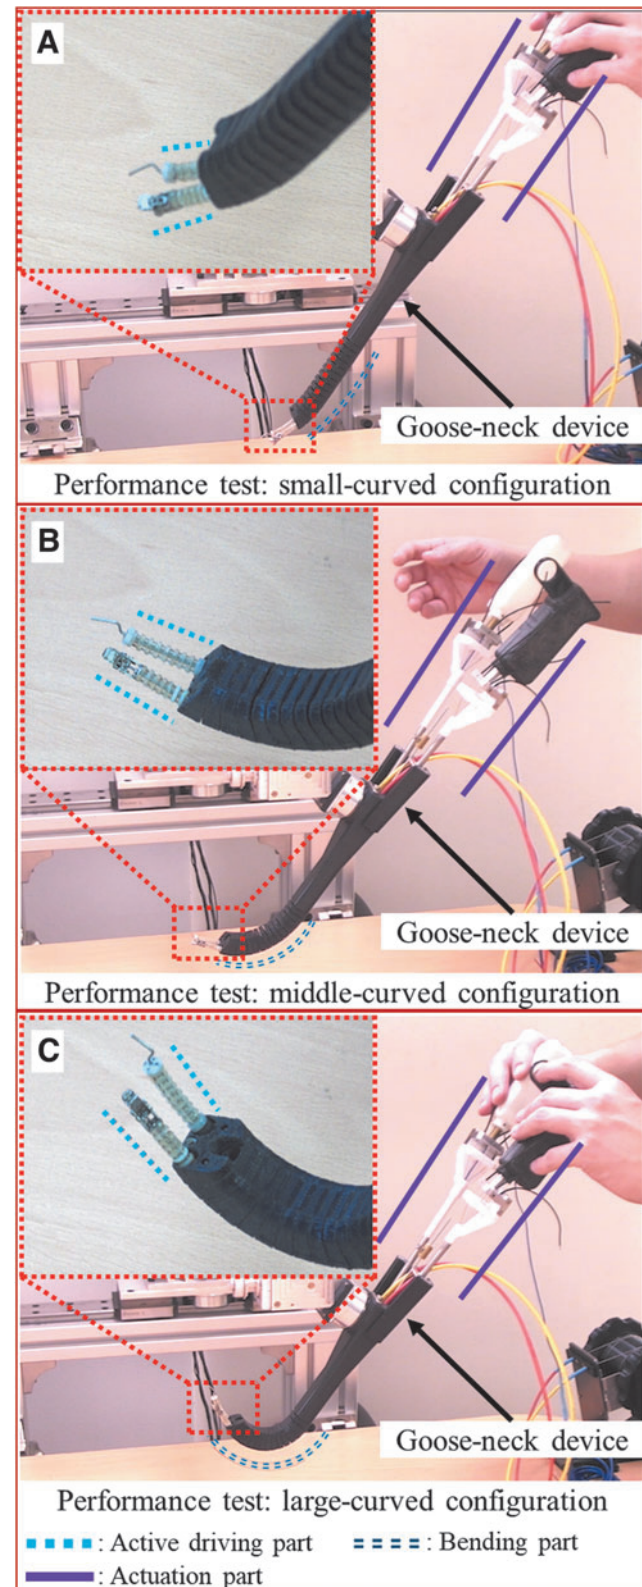 A
Goose-neck device
Performance test: small-curved configuration
B
Goose-neck device
Performance test: middle-curved configuration
C
Goose-neck device
Performance test: large-curved configuration
: Active driving part : Bending part
: Actuation part